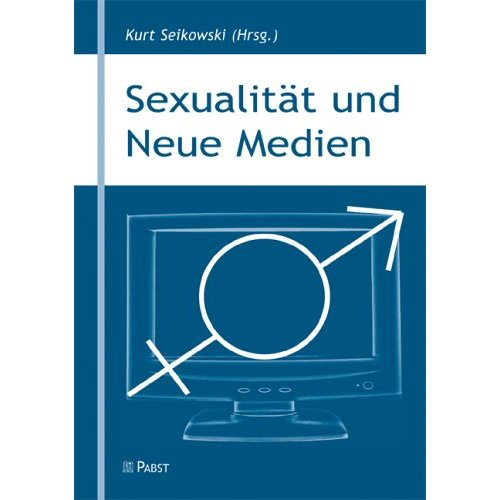 Kurt Seikowski (Hrsg.)
Sexualität und
Neue Medien
PABST